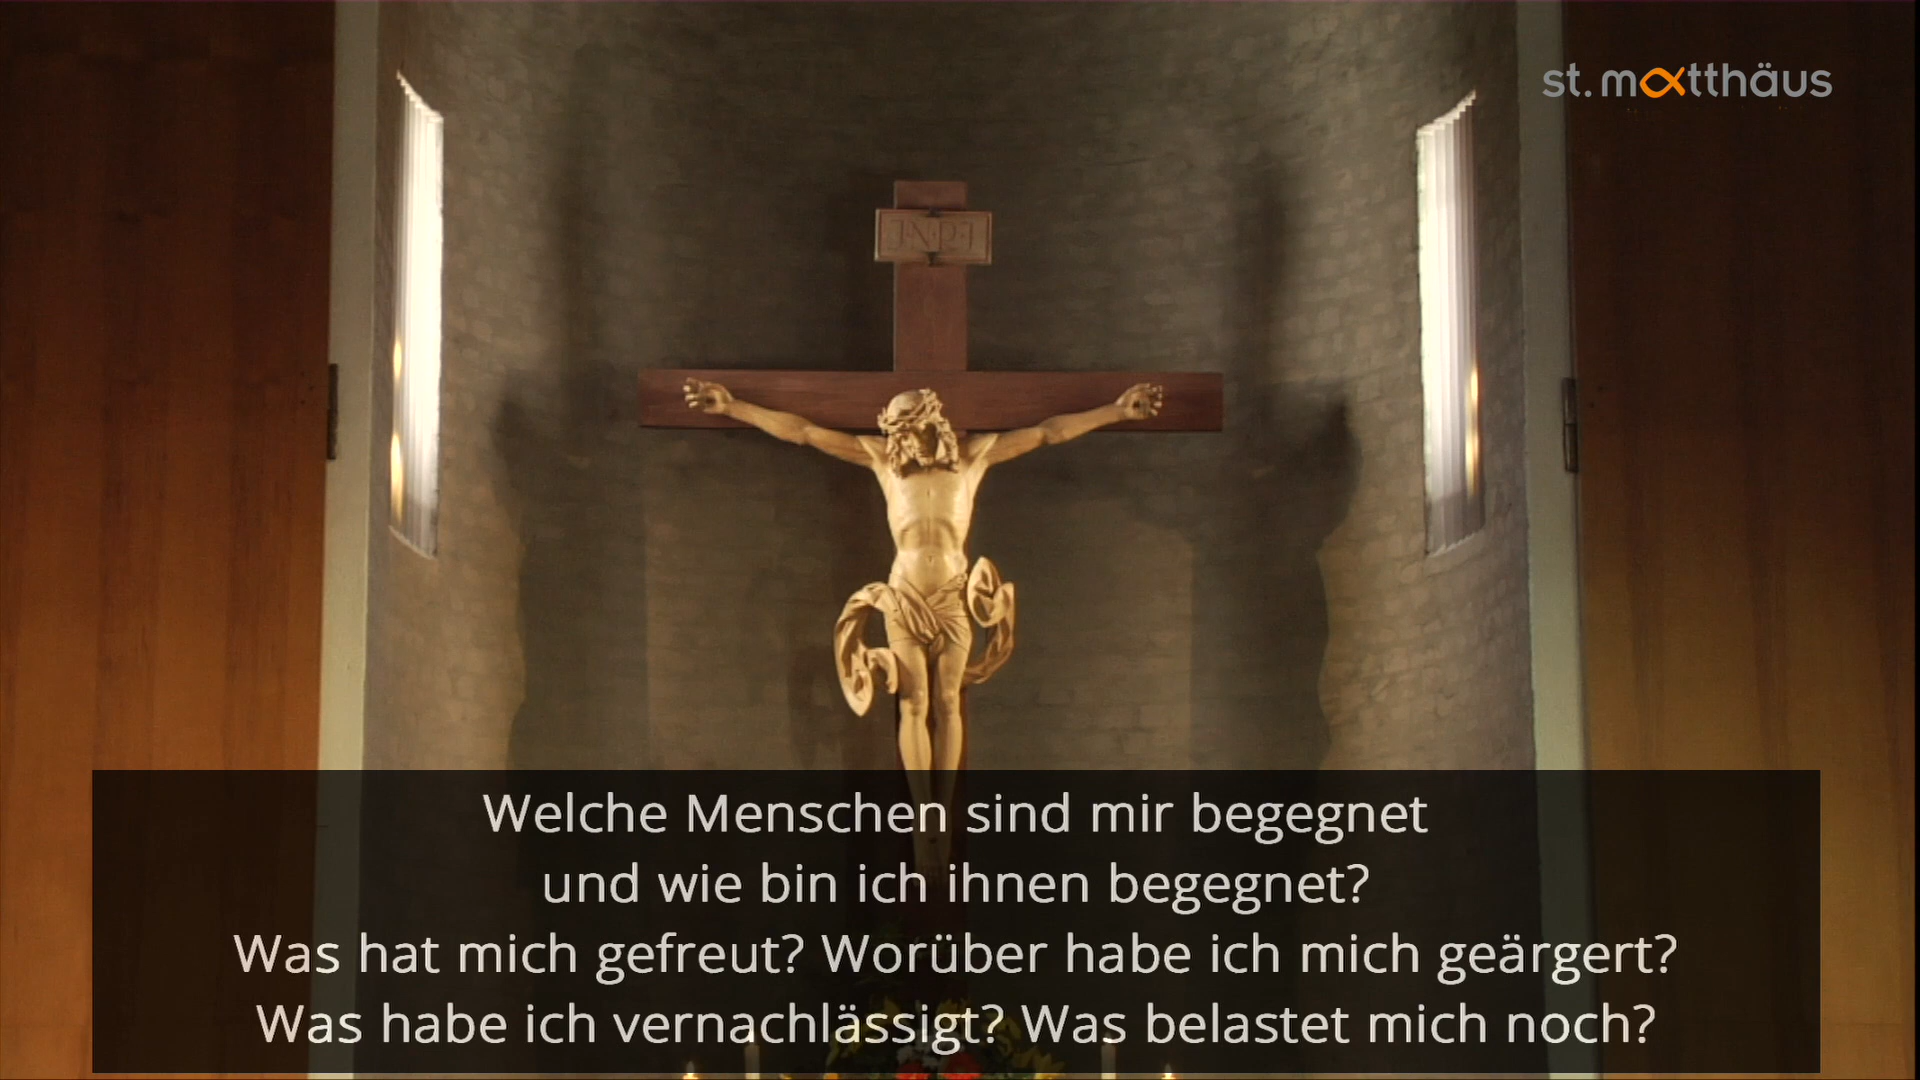 st. matthäus
J·N·R·J
Welche Menschen sind mir begegnet
und wie bin ich ihnen begegnet?
Was hat mich gefreut? Worüber habe ich mich geärgert?
Was habe ich vernachlässigt? Was belastet mich noch?